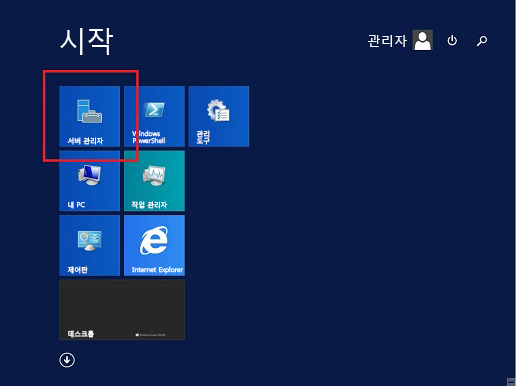 시작
관리자
서버 관리자
Windows
PowerShell
관리
도구
내 PC
작업 관리자
제어판
Internet Explorer
데스크톱